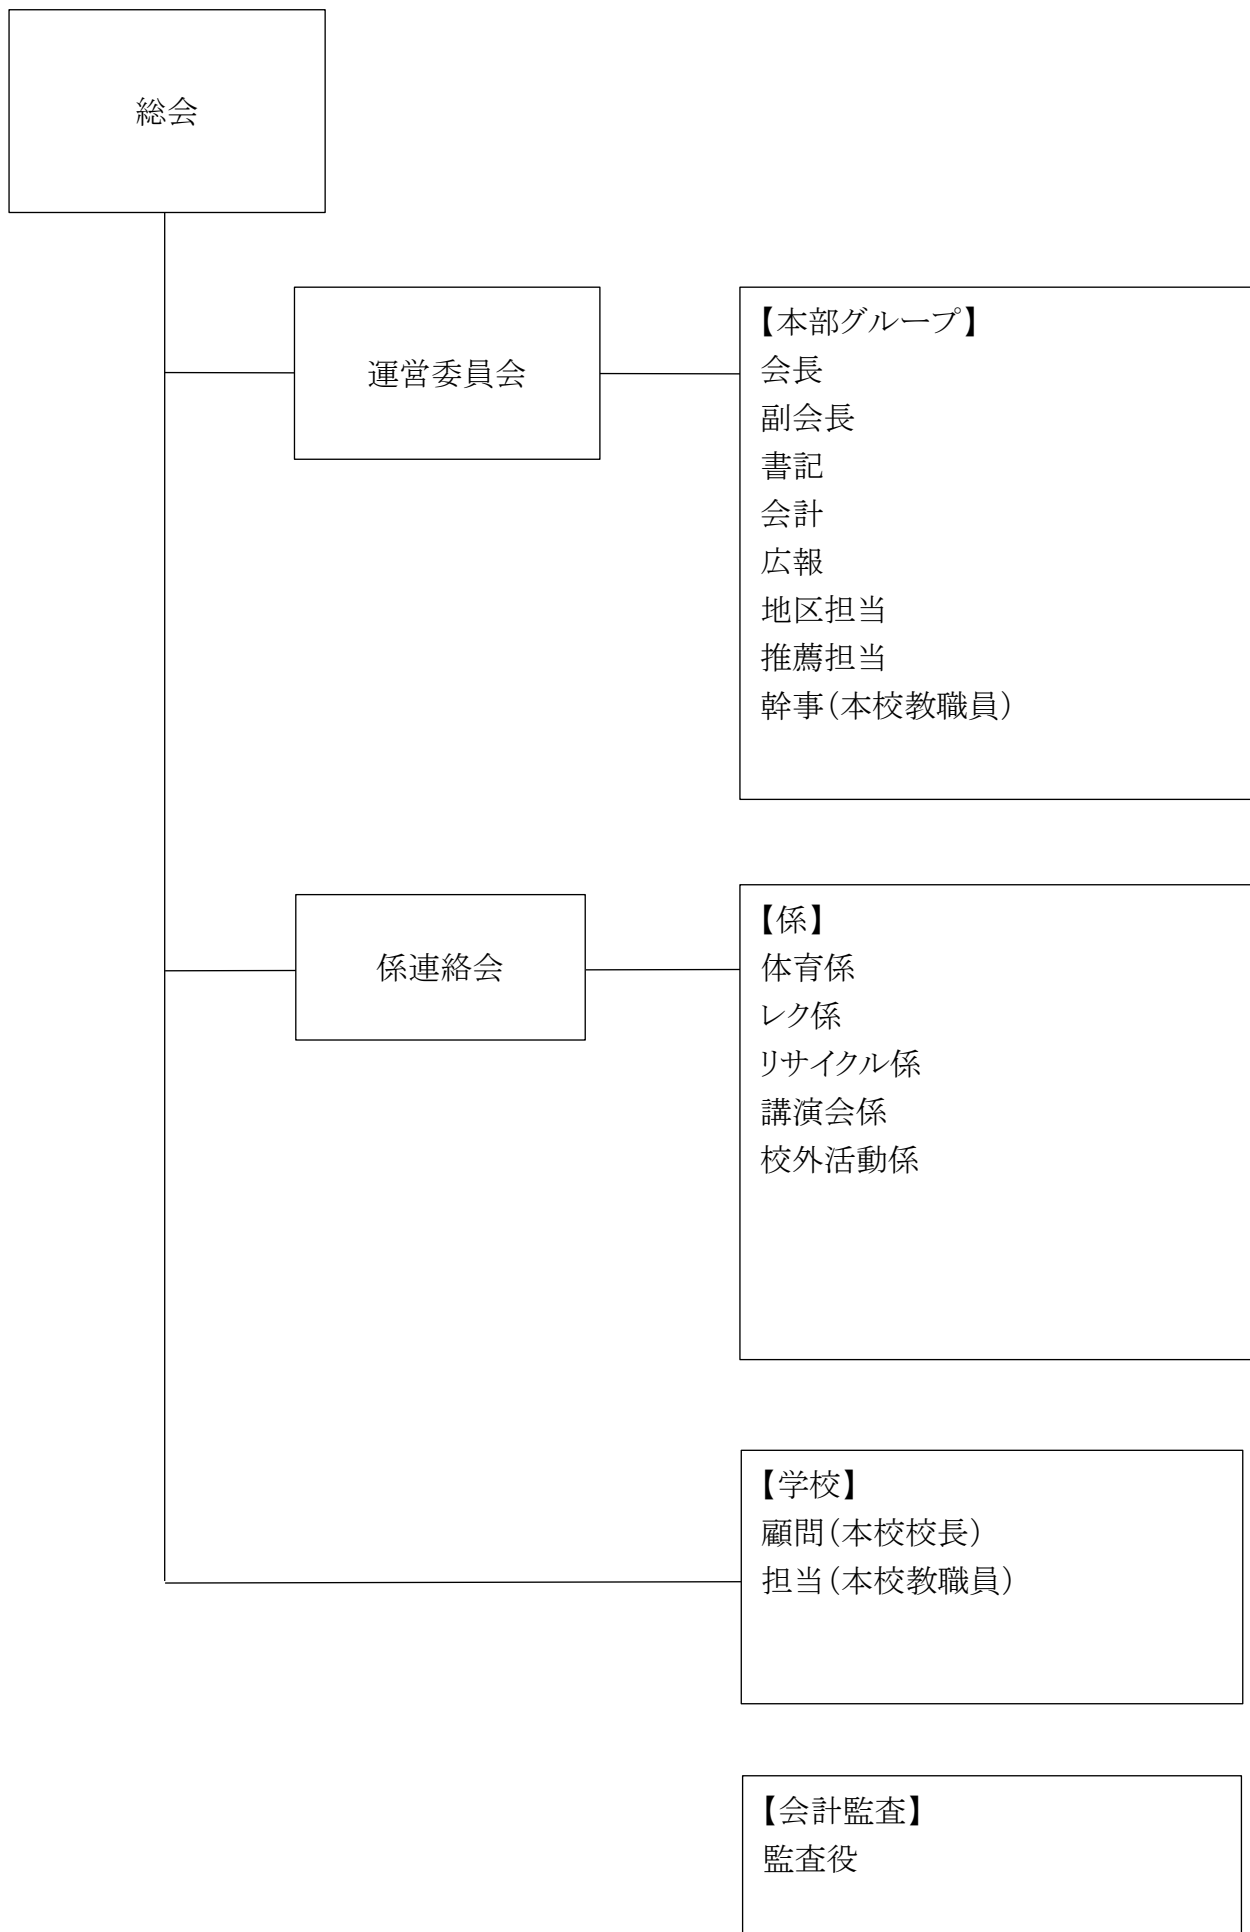 総会
運営委員会
【本部グループ】
会長
副会長
書記
会計
広報
地区担当
推薦担当
幹事(本校教職員)
係連絡会
【係】
体育係
レク係
リサイクル係
講演会係
校外活動係
【学校】
顧問(本校校長)
担当(本校教職員)
【会計監査】
監査役